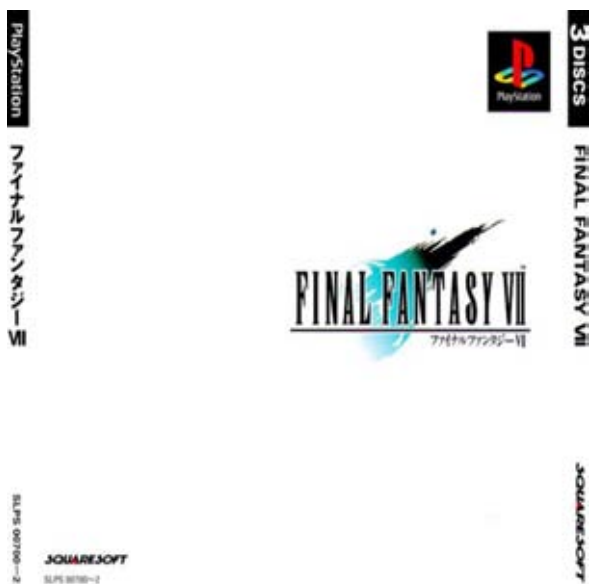 PlayStation
ファイナルファンタジーVII
SLPS 00700~2
PlayStation
FINAL FANTASY VII
TM
ファイナルファンタジーVII
SQUARESOFT
SLPS 00700~2
3 DISCS
FINAL FANTASY VII
SQUARESOFT